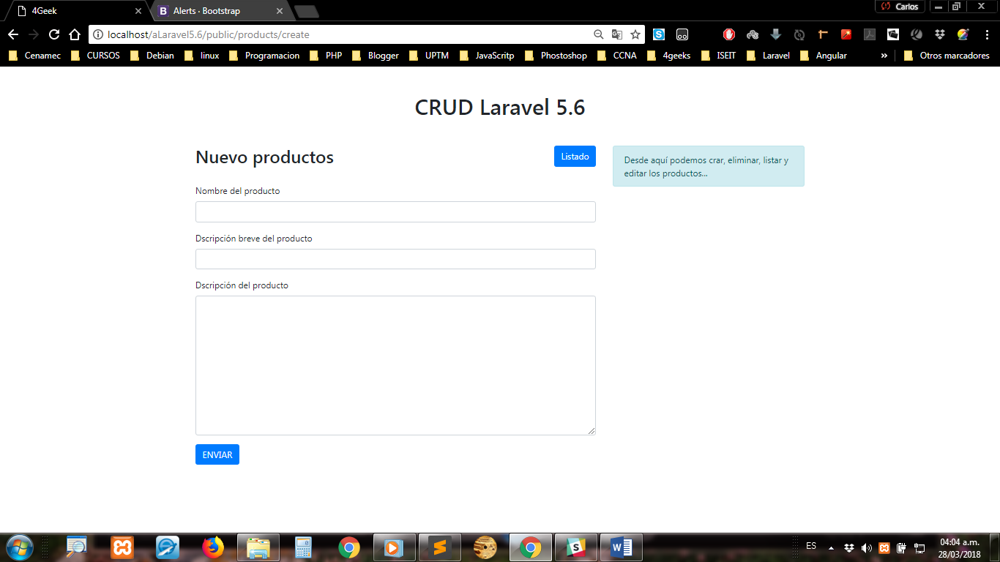 4Geek
Alerts · Bootstrap
Carlos
localhost/aLaravel5.6/public/products/create
Cenamec
CURSOS
Debian
linux
Programacion
PHP
Blogger
UPTM
JavaScritp
Phostoshop
CCNA
4geeks
ISEIT
Laravel
Angular
»
Otros marcadores
CRUD Laravel 5.6
Nuevo productos
Listado
Desde aquí podemos crar, eliminar, listar y
editar los productos...
Nombre del producto
Dscripción breve del producto
Dscripción del producto
ENVIAR
ES
04:04 a.m.
28/03/2018